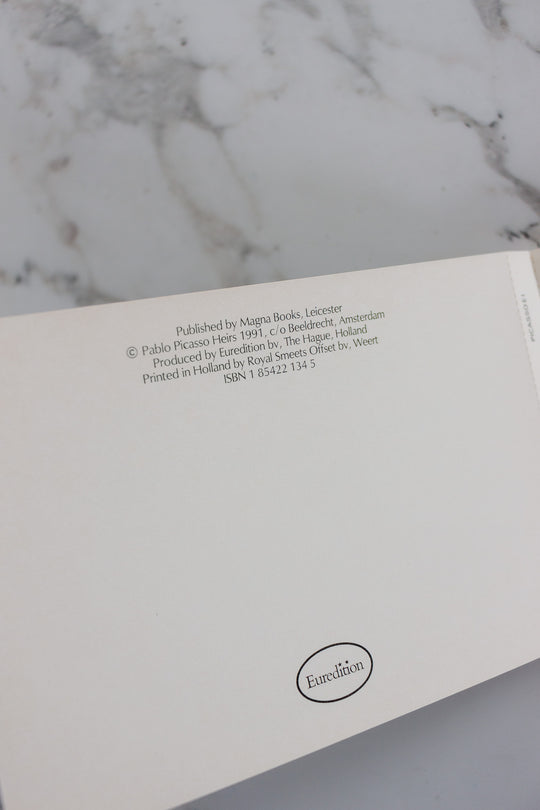 Published by Magna Books, Leicester
© Pablo Picasso Heirs 1991, c/o Beeldrecht, Amsterdam
Produced by Euredition bv, The Hague, Holland
Printed in Holland by Royal Smeets Offset bv, Weert
ISBN 1 85422 134 5
Euredition